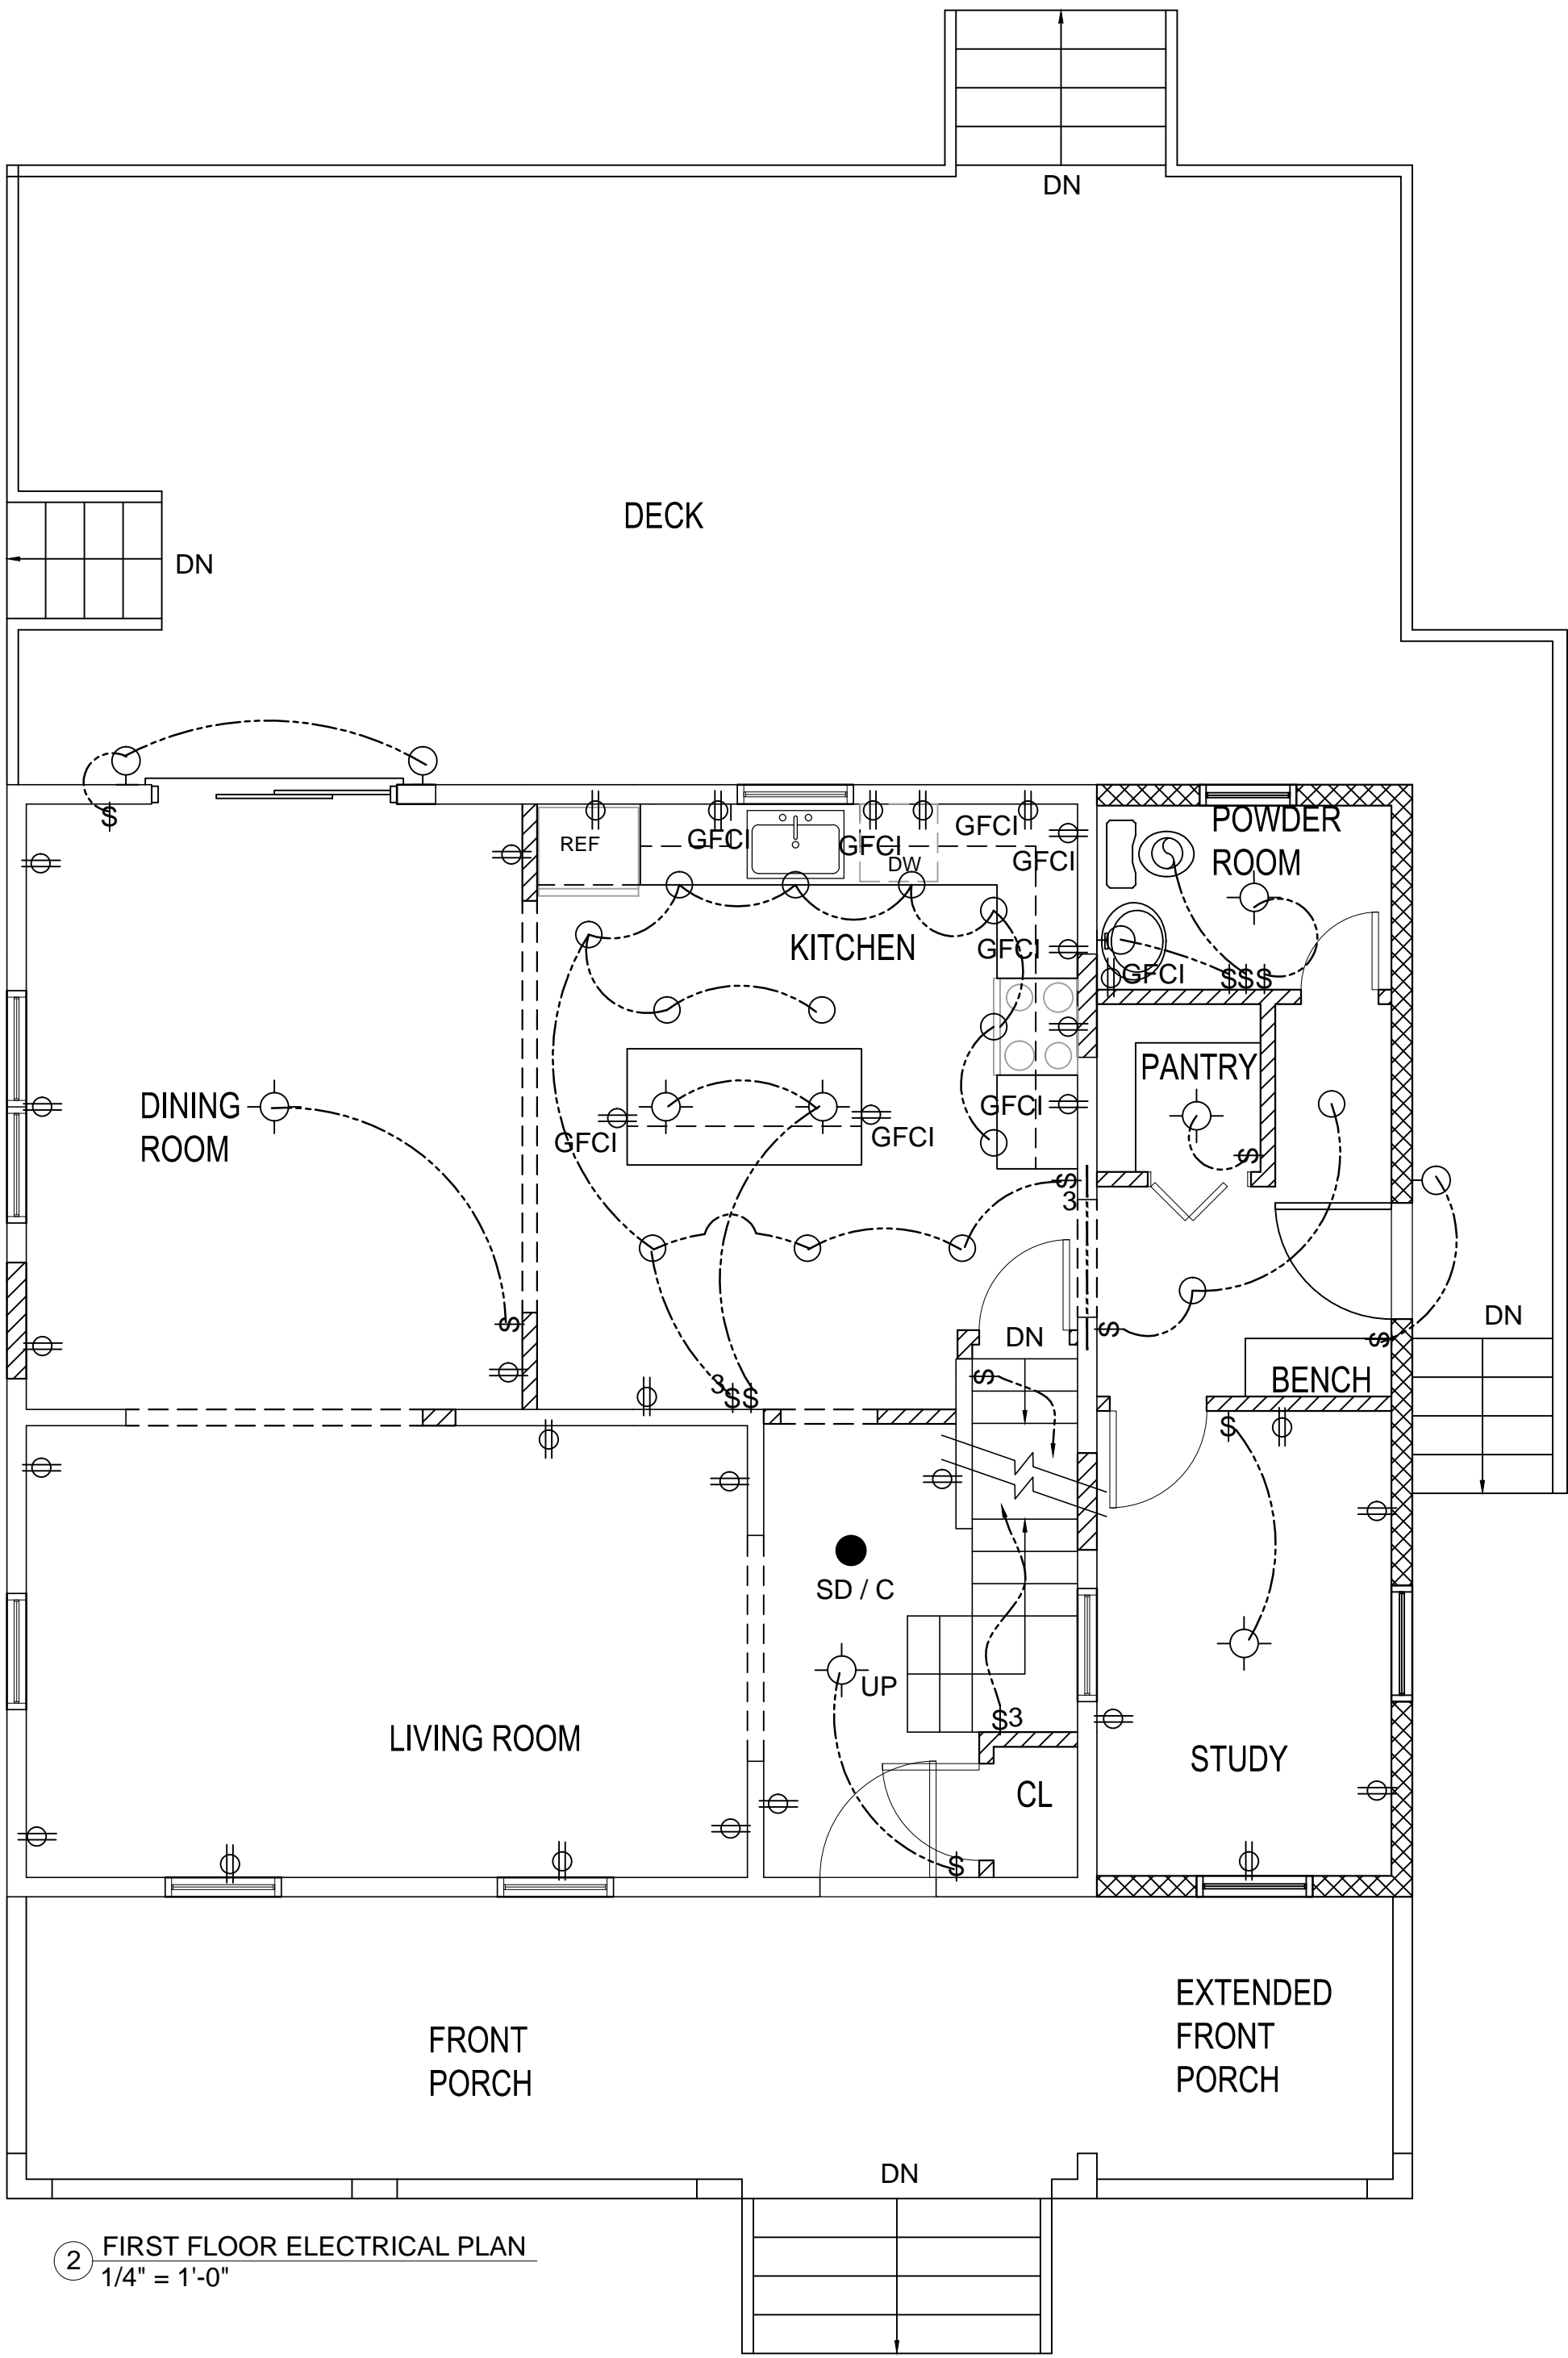 DN
DECK
DN
REF
GFCI
GFCI
DW
GFCI
GFCI
POWDER
ROOM
KITCHEN
GFCI
GFCI
$$$
$
PANTRY
DINING
ROOM
GFCI
GFCI
GFCI
$
$
3
$
$
$
DN
DN
BENCH
$
3
$$
$
SD / C
UP
$3
LIVING ROOM
STUDY
CL
$
EXTENDED
FRONT
PORCH
FRONT
PORCH
DN
2
FIRST FLOOR ELECTRICAL PLAN
1/4" = 1'-0"